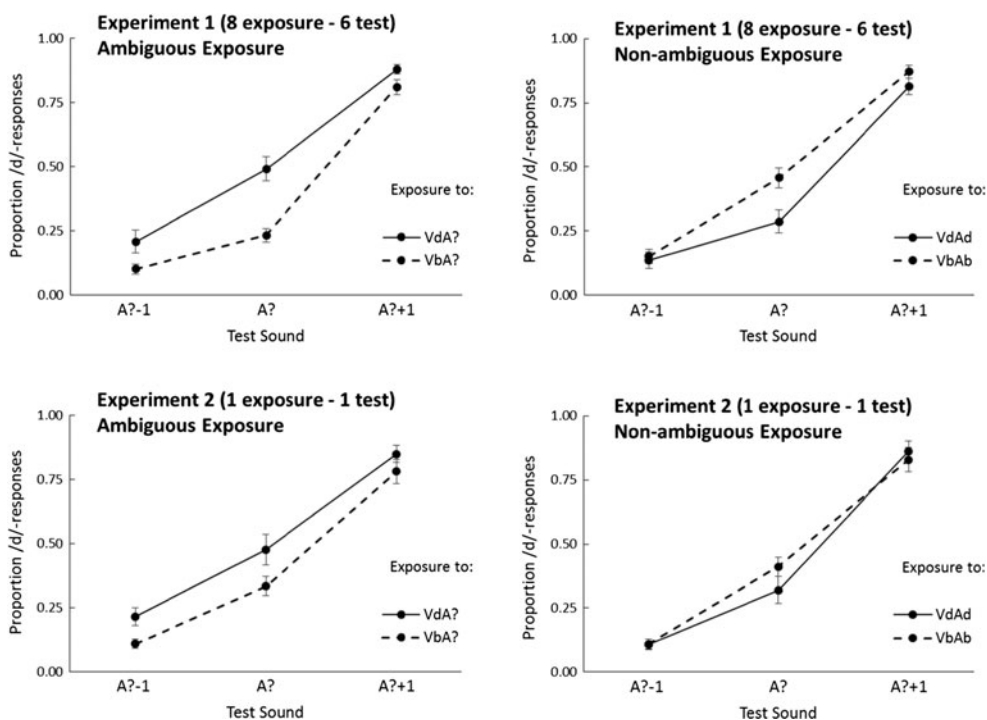 Experiment 1 (8 exposure - 6 test)
Ambiguous Exposure
1.00
0.75
0.50
0.25
0.00
Proportion /d/-responses
Exposure to:
VdA?
VbA?
A?-1
A?
A?+1
Test Sound
Experiment 1 (8 exposure - 6 test)
Non-ambiguous Exposure
1.00
0.75
0.50
0.25
0.00
Proportion /d/-responses
Exposure to:
VdAd
VbAb
A?-1
A?
A?+1
Test Sound
Experiment 2 (1 exposure - 1 test)
Ambiguous Exposure
1.00
0.75
0.50
0.25
0.00
Proportion /d/-responses
Exposure to:
VdA?
VbA?
A?-1
A?
A?+1
Test Sound
Experiment 2 (1 exposure - 1 test)
Non-ambiguous Exposure
1.00
0.75
0.50
0.25
0.00
Proportion /d/-responses
Exposure to:
VdAd
VbAb
A?-1
A?
A?+1
Test Sound